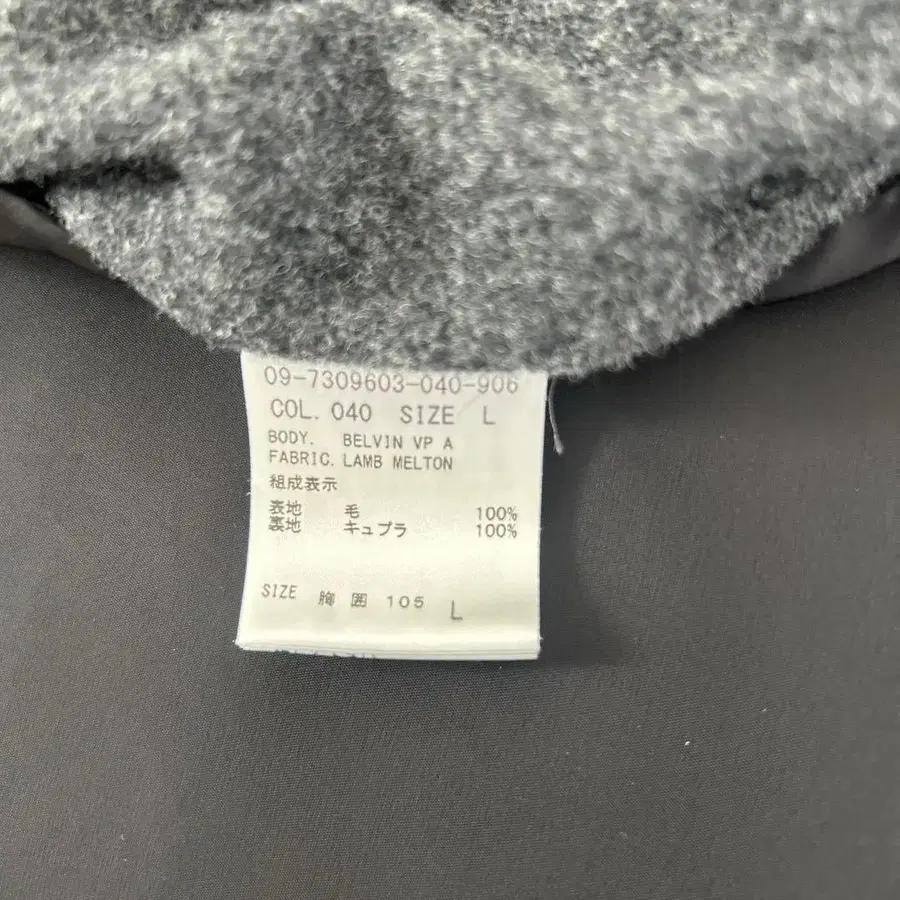 09-7309603-040-906
COL. 040 SIZE L
BODY. BELVIN VP A
FABRIC. LAMB MELTON
組成表示
表地 毛 100%
裏地 キュプラ 100%
SIZE 胸 囲 105 L